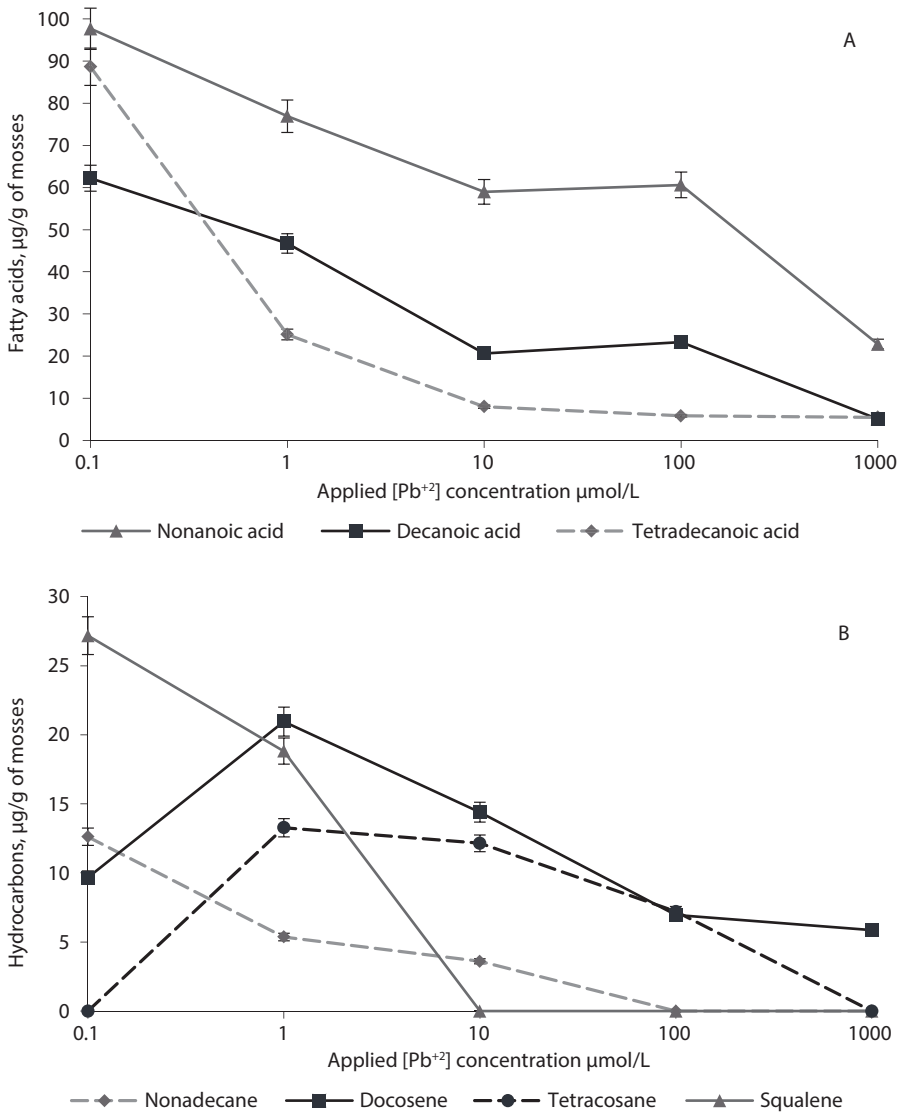 A
Fatty acids, µg/g of mosses
100
90
80
70
60
50
40
30
20
10
0
0.1 1 10 100 1000
Applied [Pb⁺²] concentration µmol/L
Nonanoic acid Decanoic acid Tetradecanoic acid
B
Hydrocarbons, µg/g of mosses
30
25
20
15
10
5
0
0.1 1 10 100 1000
Applied [Pb⁺²] concentration µmol/L
Nonadecane Docosene Tetracosane Squalene